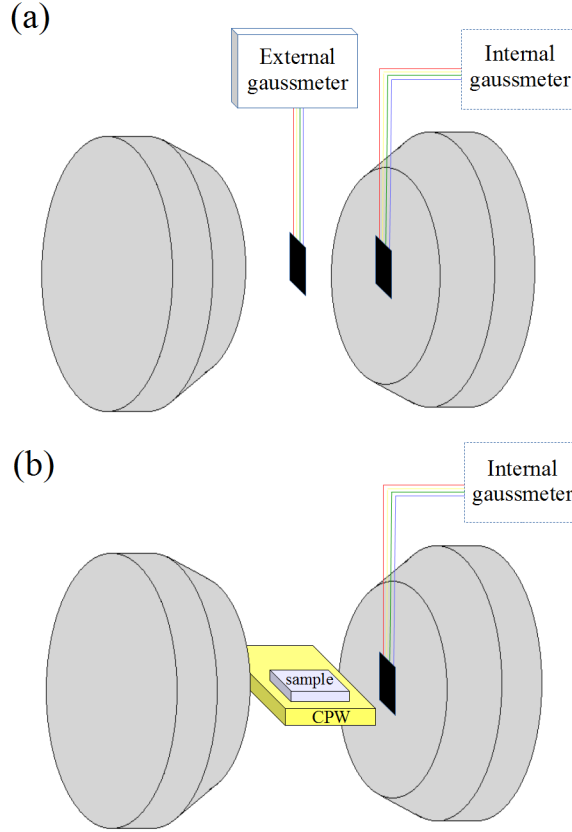 (a)
External
gaussmeter
Internal
gaussmeter
(b)
Internal
gaussmeter
sample
CPW